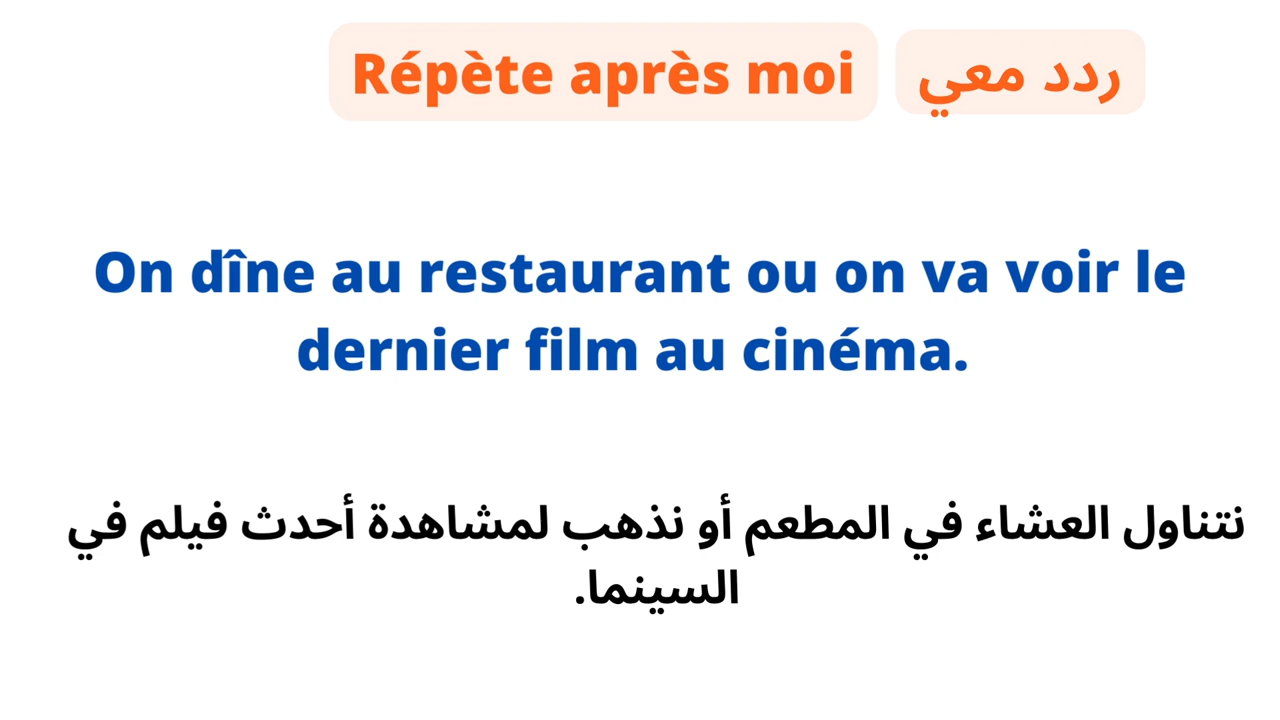 Répète après moi ردد معي
On dîne au restaurant ou on va voir le
dernier film au cinéma.
نتناول العشاء في المطعم أو نذهب لمشاهدة أحدث فيلم في
السينما.